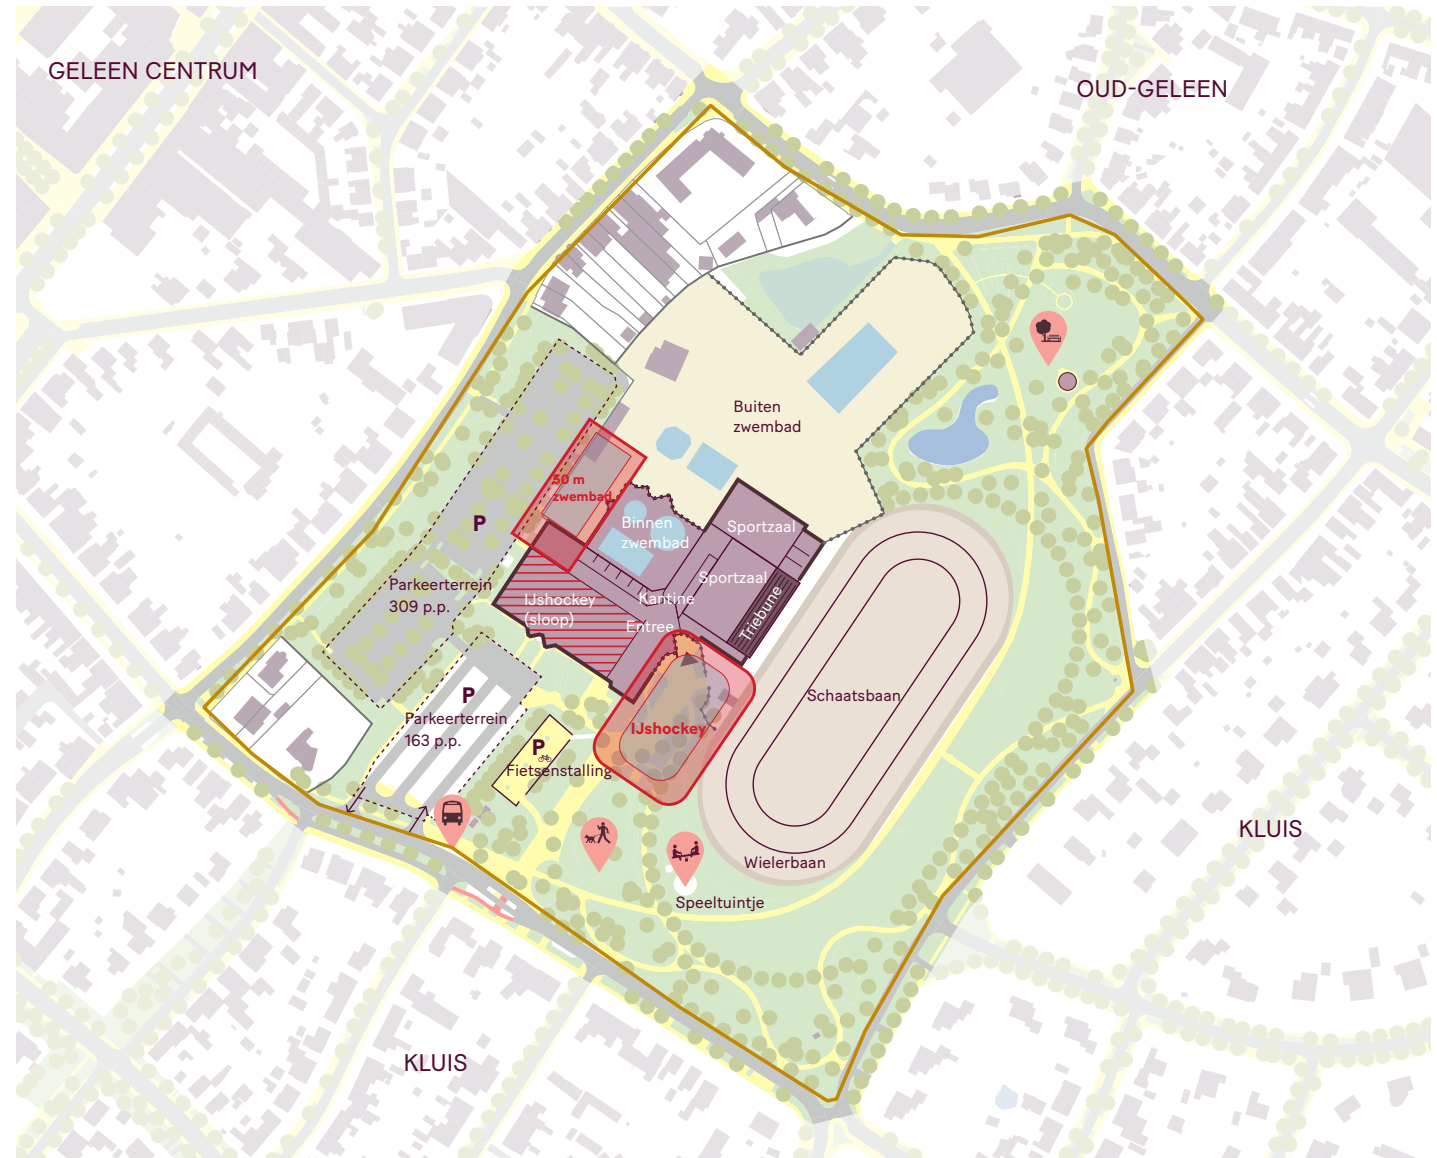 GELEEN CENTRUM
OUD-GELEEN
Buiten
zwembad
50 m
zwembad
P
Binnen
zwembad
Sportzaal
Sportzaal
Parkeerterrein
309 p.p.
IJshockey
(sloop)
Kantine
Entree
Triebune
P
Parkeerterrein
163 p.p.
Schaatsbaan
IJshockey
P
Fietsenstalling
Wielerbaan
Speeltuintje
KLUIS
KLUIS